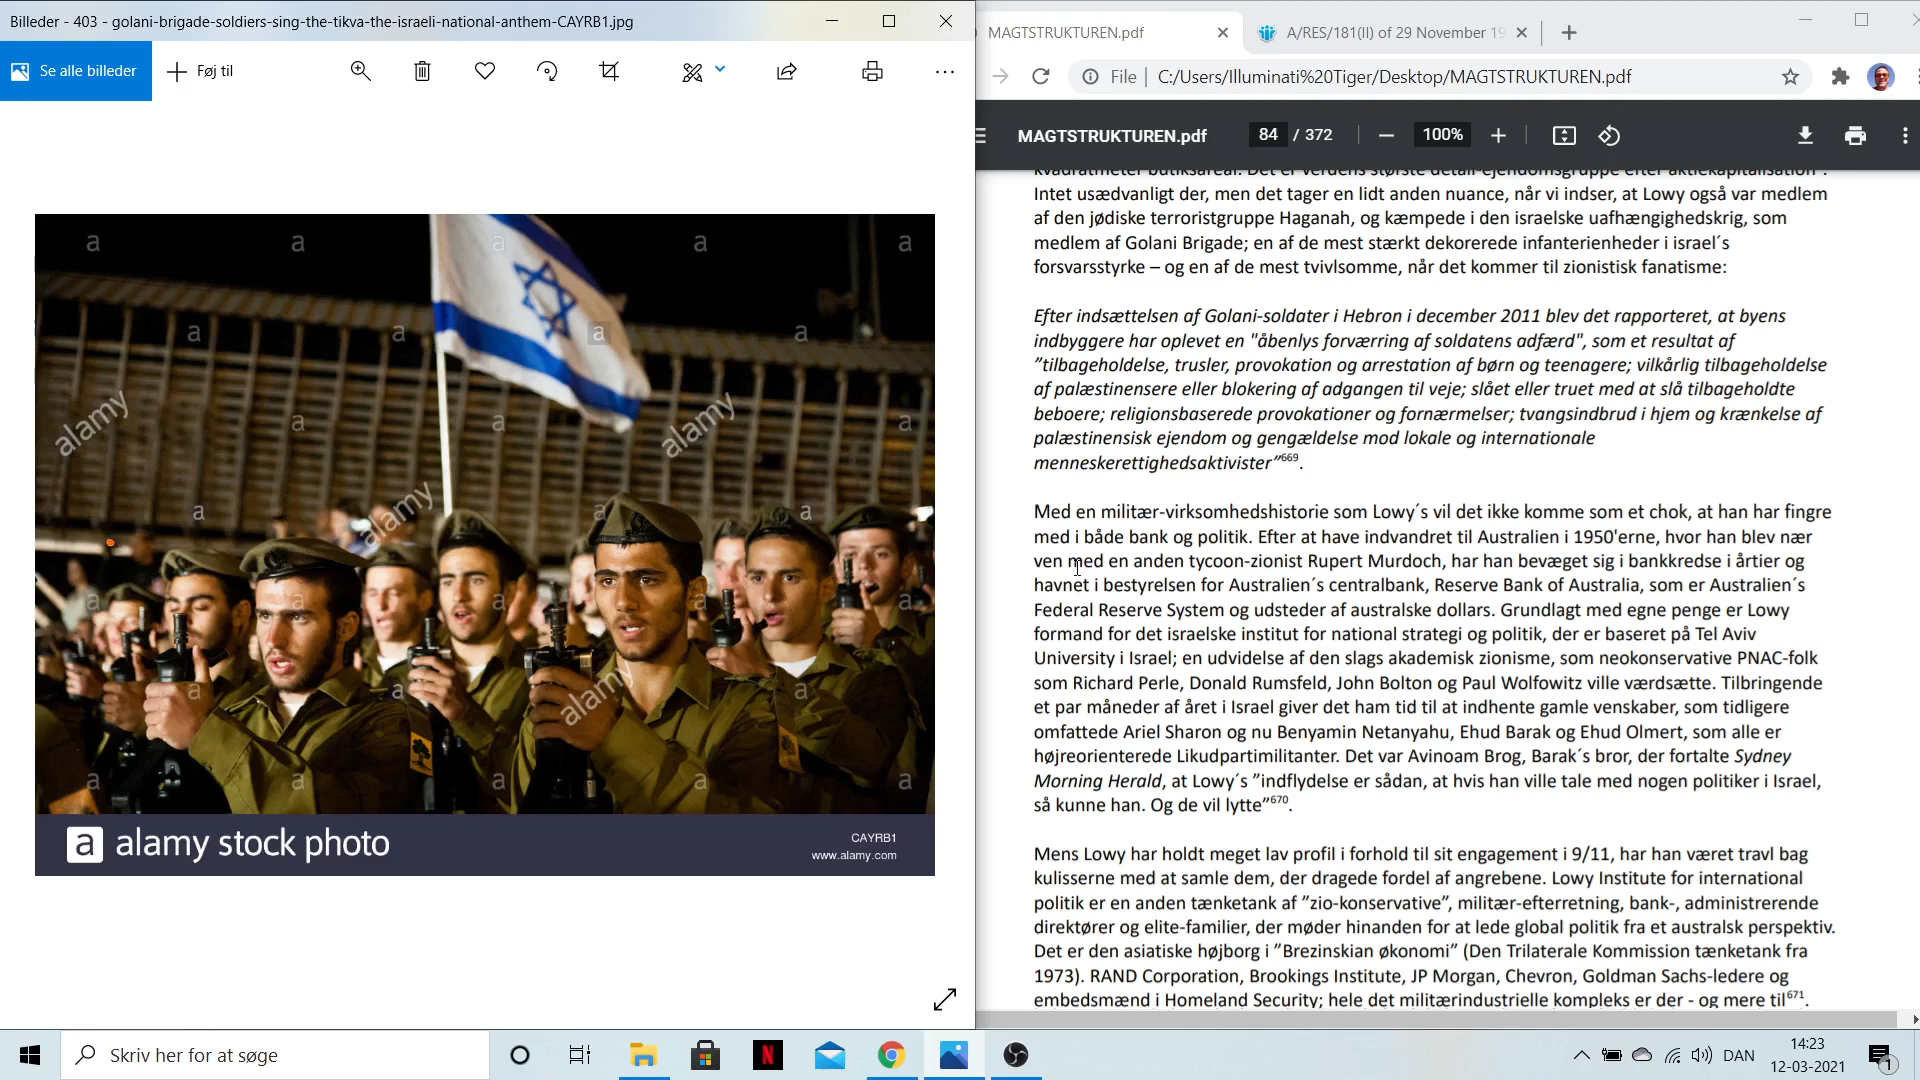 Billeder - 403 - golani-brigade-soldiers-sing-the-tikva-the-israeli-national-anthem-CAYRB1.jpg
Se alle billeder
Føj til
a a a a a
a a a a
alamy alamy
a a a
alamy
a a a
a a a
alamy
a a a
a a a a a
a alamy stock photo
CAYRB1
www.alamy.com
MAGTSTRUKTUREN.pdf
A/RES/181(II) of 29 November 19
File
C:/Users/Illuminati%20Tiger/Desktop/MAGTSTRUKTUREN.pdf
MAGTSTRUKTUREN.pdf
84 / 372
100%
kvadratmeter butiksareal. Det er verdens største detail-ejendomsgruppe efter aktiekapitalisation".
Intet usædvanligt der, men det tager en lidt anden nuance, når vi indser, at Lowy også var medlem
af den jødiske terroristgruppe Haganah, og kæmpede i den israelske uafhængighedskrig, som
medlem af Golani Brigade; en af de mest stærkt dekorerede infanterienheder i israel´s
forsvarsstyrke – og en af de mest tvivlsomme, når det kommer til zionistisk fanatisme:
Efter indsættelsen af Golani-soldater i Hebron i december 2011 blev det rapporteret, at byens
indbyggere har oplevet en "åbenlys forværring af soldatens adfærd", som et resultat af
”tilbageholdelse, trusler, provokation og arrestation af børn og teenagere; vilkårlig tilbageholdelse
af palæstinensere eller blokering af adgangen til veje; slået eller truet med at slå tilbageholdte
beboere; religionsbaserede provokationer og fornærmelser; tvangsindbrud i hjem og krænkelse af
palæstinensisk ejendom og gengældelse mod lokale og internationale
menneskerettighedsaktivister”669.
Med en militær-virksomhedshistorie som Lowy´s vil det ikke komme som et chok, at han har fingre
med i både bank og politik. Efter at have indvandret til Australien i 1950'erne, hvor han blev nær
ven med en anden tycoon-zionist Rupert Murdoch, har han bevæget sig i bankkredse i årtier og
havnet i bestyrelsen for Australien´s centralbank, Reserve Bank of Australia, som er Australien´s
Federal Reserve System og udsteder af australske dollars. Grundlagt med egne penge er Lowy
formand for det israelske institut for national strategi og politik, der er baseret på Tel Aviv
University i Israel; en udvidelse af den slags akademisk zionisme, som neokonservative PNAC-folk
som Richard Perle, Donald Rumsfeld, John Bolton og Paul Wolfowitz ville værdsætte. Tilbringende
et par måneder af året i Israel giver det ham tid til at indhente gamle venskaber, som tidligere
omfattede Ariel Sharon og nu Benyamin Netanyahu, Ehud Barak og Ehud Olmert, som alle er
højreorienterede Likudpartimilitanter. Det var Avinoam Brog, Barak´s bror, der fortalte Sydney
Morning Herald, at Lowy´s ”indflydelse er sådan, at hvis han ville tale med nogen politiker i Israel,
så kunne han. Og de vil lytte”670.
Mens Lowy har holdt meget lav profil i forhold til sit engagement i 9/11, har han været travl bag
kulisserne med at samle dem, der dragede fordel af angrebene. Lowy Institute for international
politik er en anden tænketank af ”zio-konservative”, militær-efterretning, bank-, administrerende
direktører og elite-familier, der møder hinanden for at lede global politik fra et australsk perspektiv.
Det er den asiatiske højborg i ”Brezinskian økonomi” (Den Trilaterale Kommission tænketank fra
1973). RAND Corporation, Brookings Institute, JP Morgan, Chevron, Goldman Sachs-ledere og
embedsmænd i Homeland Security; hele det militærindustrielle kompleks er der - og mere til671.
Skriv her for at søge
DAN
14:23
12-03-2021
1